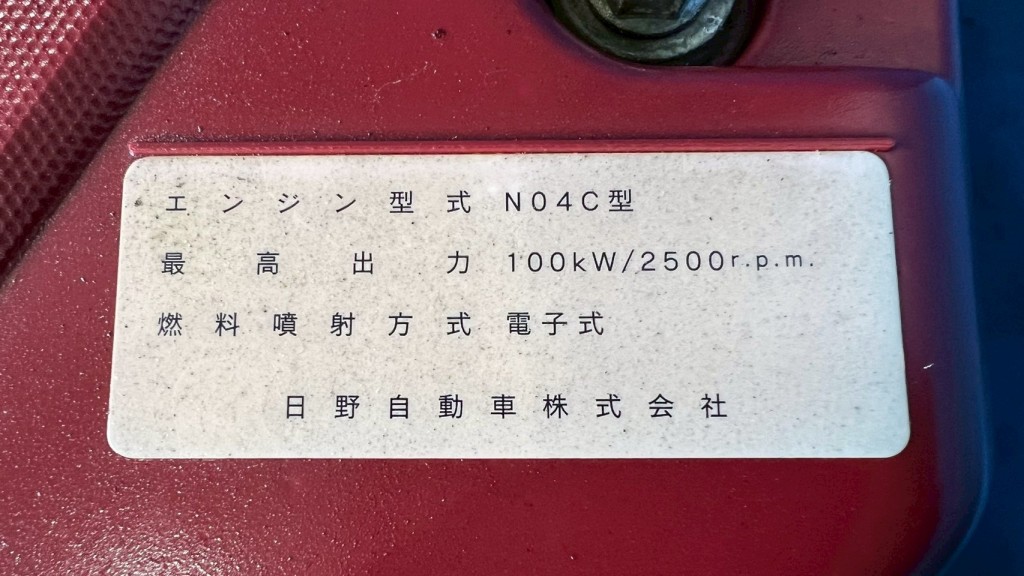 エンジン型式 N04C型
最高出力 100kW/2500r.p.m.
燃料噴射方式 電子式
日野自動車株式会社